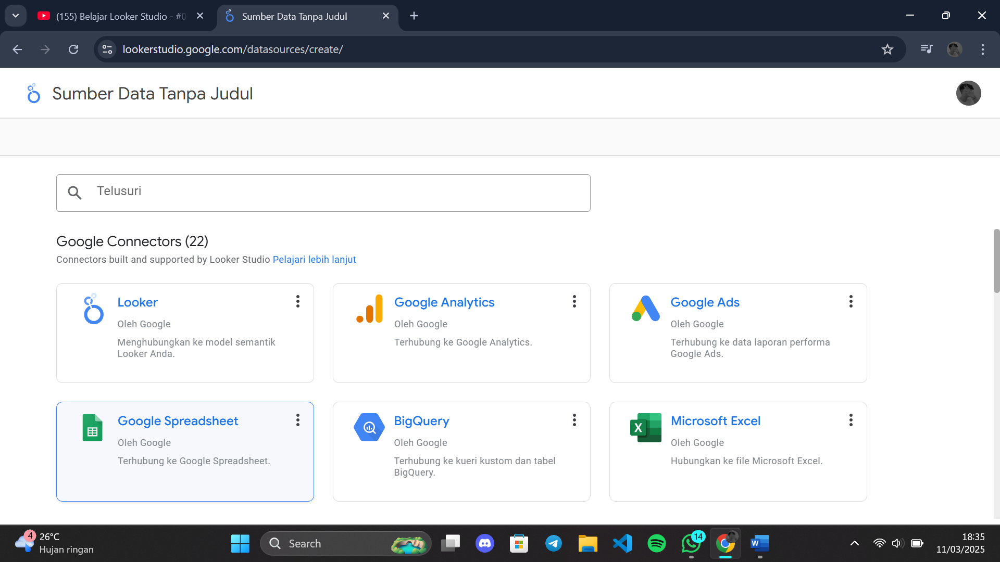 (155) Belajar Looker Studio - #0
Sumber Data Tanpa Judul
lookerstudio.google.com/datasources/create/
Sumber Data Tanpa Judul
Telusuri
Google Connectors (22)
Connectors built and supported by Looker Studio Pelajari lebih lanjut
Looker
Oleh Google
Menghubungkan ke model semantik
Looker Anda.
Google Analytics
Oleh Google
Terhubung ke Google Analytics.
Google Ads
Oleh Google
Terhubung ke data laporan performa
Google Ads.
Google Spreadsheet
Oleh Google
Terhubung ke Google Spreadsheet.
BigQuery
Oleh Google
Terhubung ke kueri kustom dan tabel
BigQuery.
X
Microsoft Excel
Oleh Google
Hubungkan ke file Microsoft Excel.
4
26°C
Hujan ringan
Search
14
W
18:35
11/03/2025